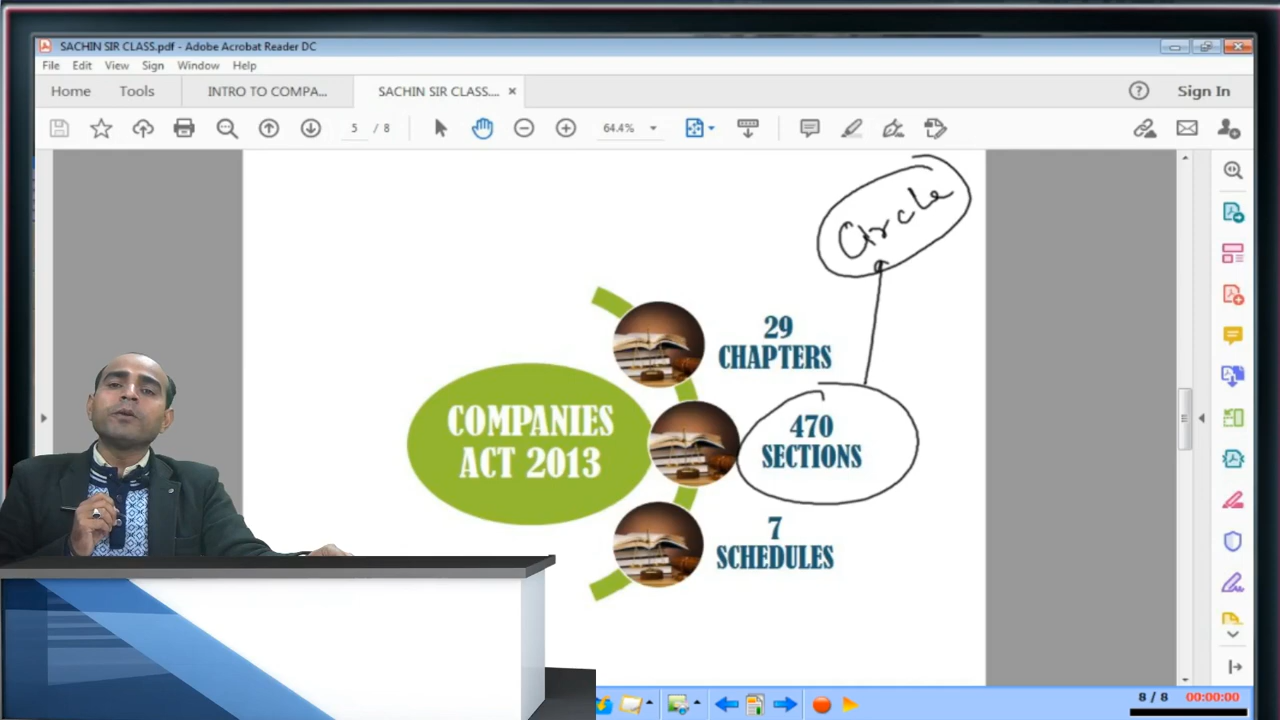 SACHIN SIR CLASS.pdf - Adobe Acrobat Reader DC
File Edit View Sign Window Help
Home Tools INTRO TO COMPA... SACHIN SIR CLASS.... × Sign In
5 / 8 64.4%
Circle
29
CHAPTERS
COMPANIES
ACT 2013
470
SECTIONS
7
SCHEDULES
8 / 8 00:00:00